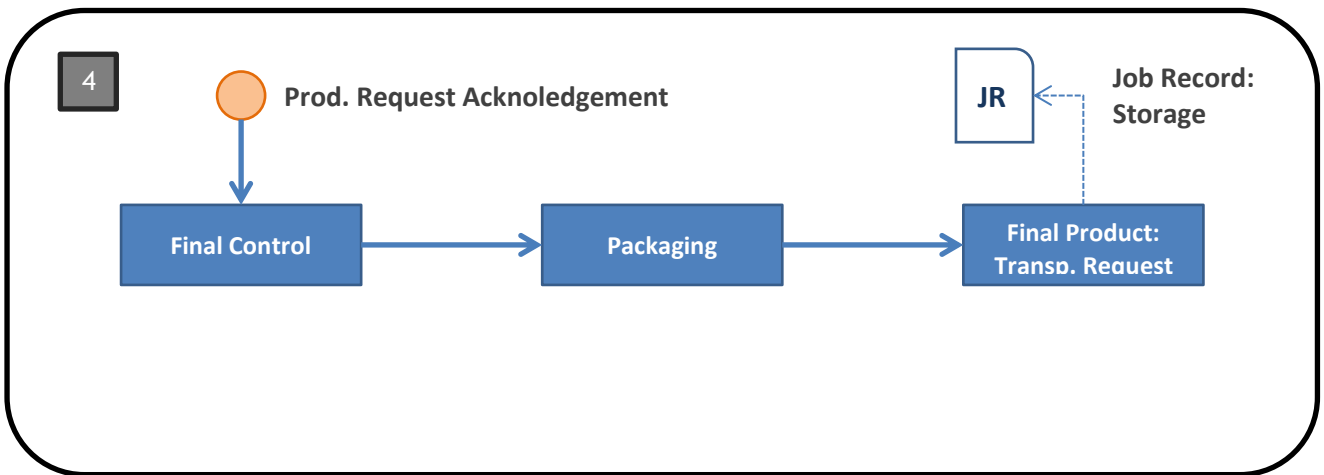 4
Prod. Request Acknoledgement
JR
Job Record:
Storage
Final Control
Packaging
Final Product:
Transp. Request